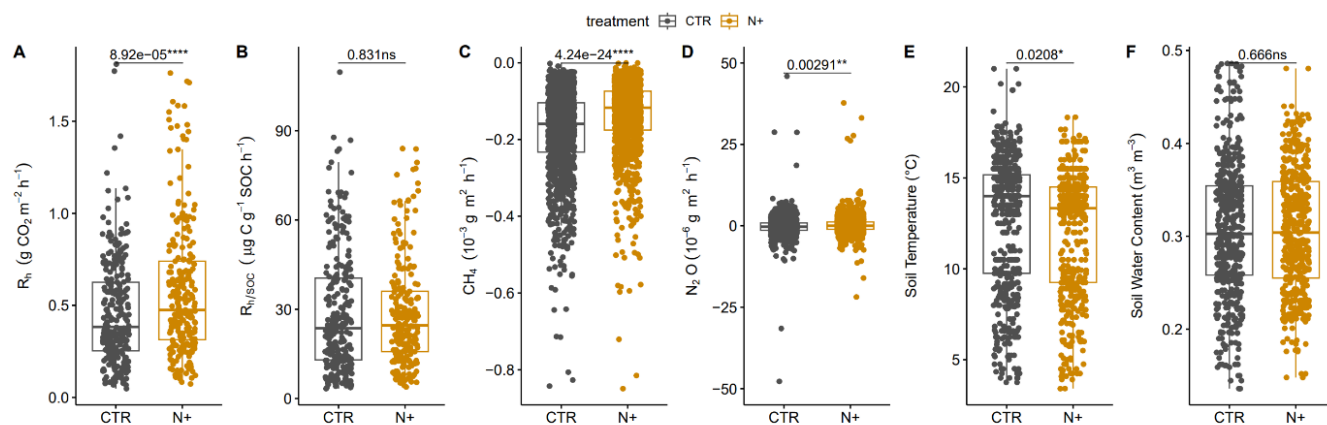 treatment CTR N+
A
8.92e−05****
R_h (g CO₂ m⁻² h⁻¹)
1.5
1.0
0.5
0.0
CTR N+
B
0.831ns
R_h/SOC (µg C g⁻¹ SOC h⁻¹)
90
60
30
0
CTR N+
C
4.24e−24****
CH₄ (10⁻³ g m² h⁻¹)
0.0
−0.2
−0.4
−0.6
−0.8
CTR N+
D
0.00291**
N₂ O (10⁻⁶ g m² h⁻¹)
50
25
0
−25
−50
CTR N+
E
0.0208*
Soil Temperature (°C)
20
15
10
5
CTR N+
F
0.666ns
Soil Water Content (m³ m⁻³)
0.5
0.4
0.3
0.2
CTR N+